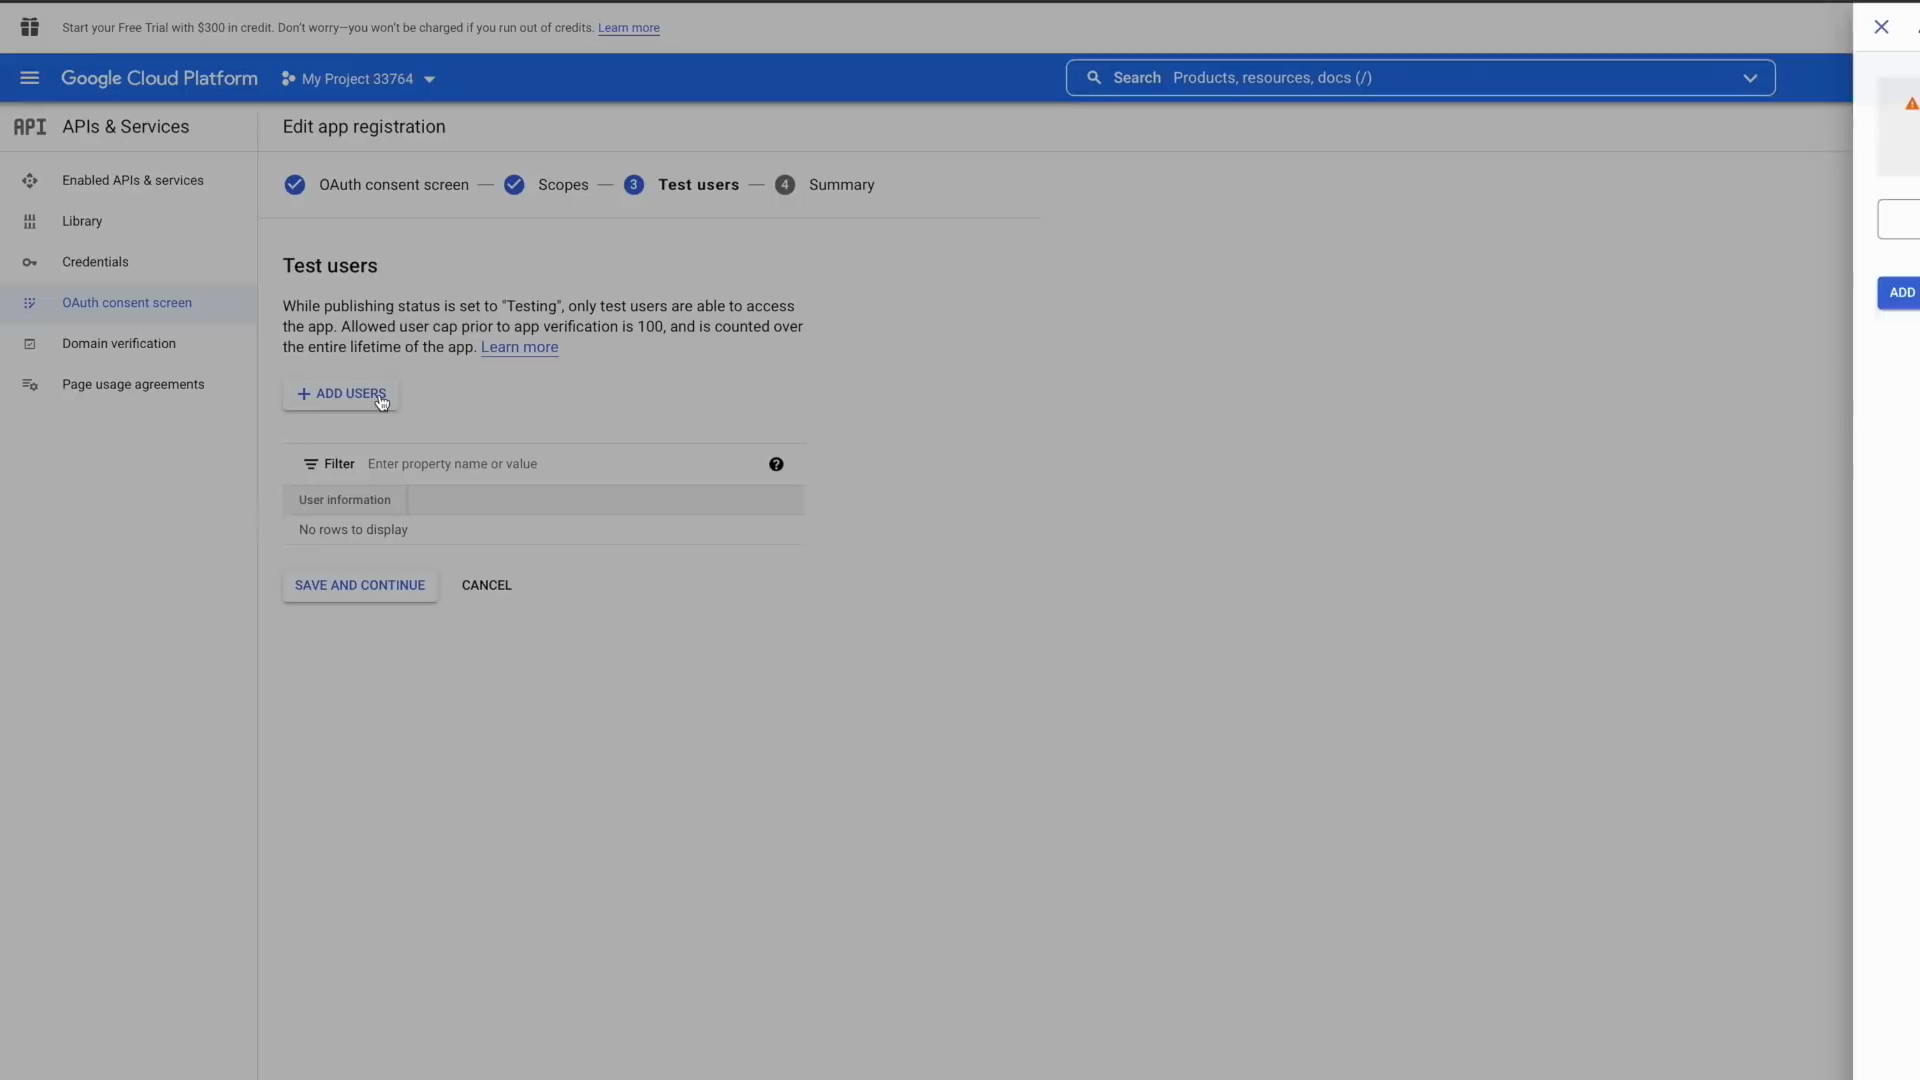 Start your Free Trial with $300 in credit. Don't worry—you won't be charged if you run out of credits. Learn more
Google Cloud Platform My Project 33764 Search Products, resources, docs (/)
API APIs & Services
Edit app registration
Enabled APIs & services
Library
Credentials
OAuth consent screen
Domain verification
Page usage agreements
OAuth consent screen — Scopes — 3 Test users — 4 Summary
Test users
While publishing status is set to "Testing", only test users are able to access
the app. Allowed user cap prior to app verification is 100, and is counted over
the entire lifetime of the app. Learn more
ADD USERS
Filter Enter property name or value
User information
No rows to display
SAVE AND CONTINUE CANCEL
ADD